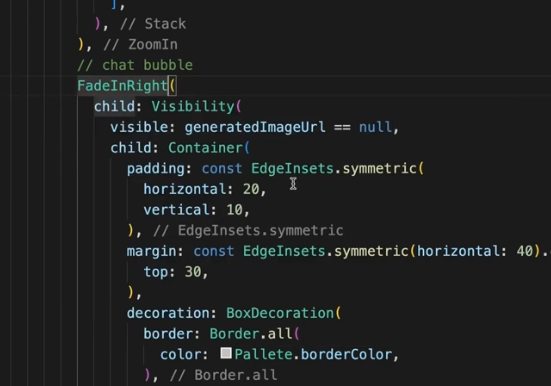 ],
), // Stack
), // ZoomIn
// chat bubble
FadeInRight(
child: Visibility(
visible: generatedImageUrl == null,
child: Container(
padding: const EdgeInsets.symmetric(
horizontal: 20,
vertical: 10,
), // EdgeInsets.symmetric
margin: const EdgeInsets.symmetric(horizontal: 40).
top: 30,
),
decoration: BoxDecoration(
border: Border.all(
color: Pallete.borderColor,
), // Border.all